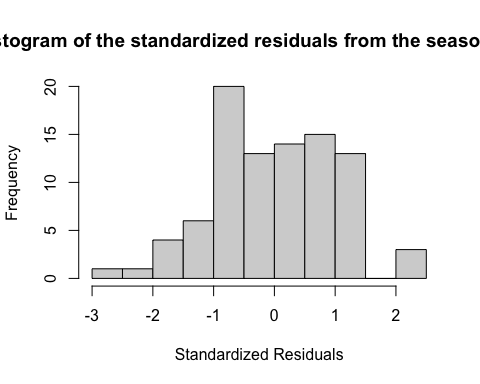 stogram of the standardized residuals from the seaso
Frequency
20
15
10
5
0
-3 -2 -1 0 1 2
Standardized Residuals